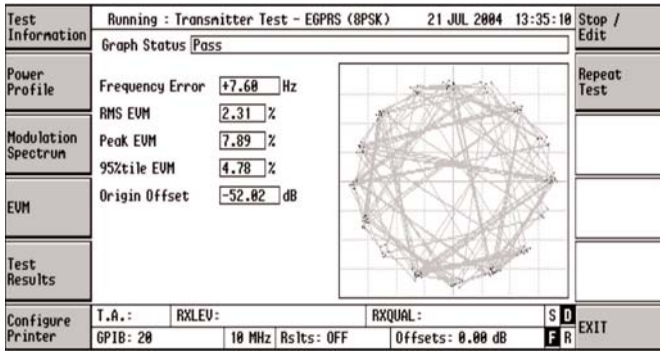 Test Information
Running : Transmitter Test - EGPRS (8PSK) 21 JUL 2004 13:35:10
Stop / Edit
Graph Status Pass
Power Profile
Frequency Error +7.60 Hz
Repeat Test
RMS EVM 2.31 %
Modulation Spectrum
Peak EVM 7.89 %
95%tile EVM 4.78 %
EVM
Origin Offset -52.02 dB
Test Results
Configure Printer
T.A.: RXLEV: RXQUAL: S D
GPIB: 20 10 MHz Rslts: OFF Offsets: 0.00 dB F R
EXIT